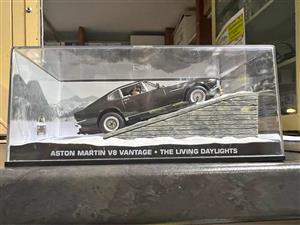 ASTON MARTIN V8 VANTAGE • THE LIVING DAYLIGHTS